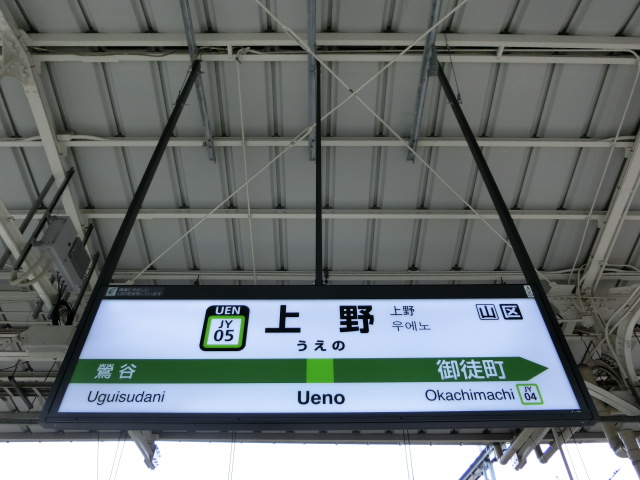 UEN
JY
05
上野
上野
우에노
山 区
うえの
鶯谷
御徒町
Uguisudani
Ueno
Okachimachi
JY
04